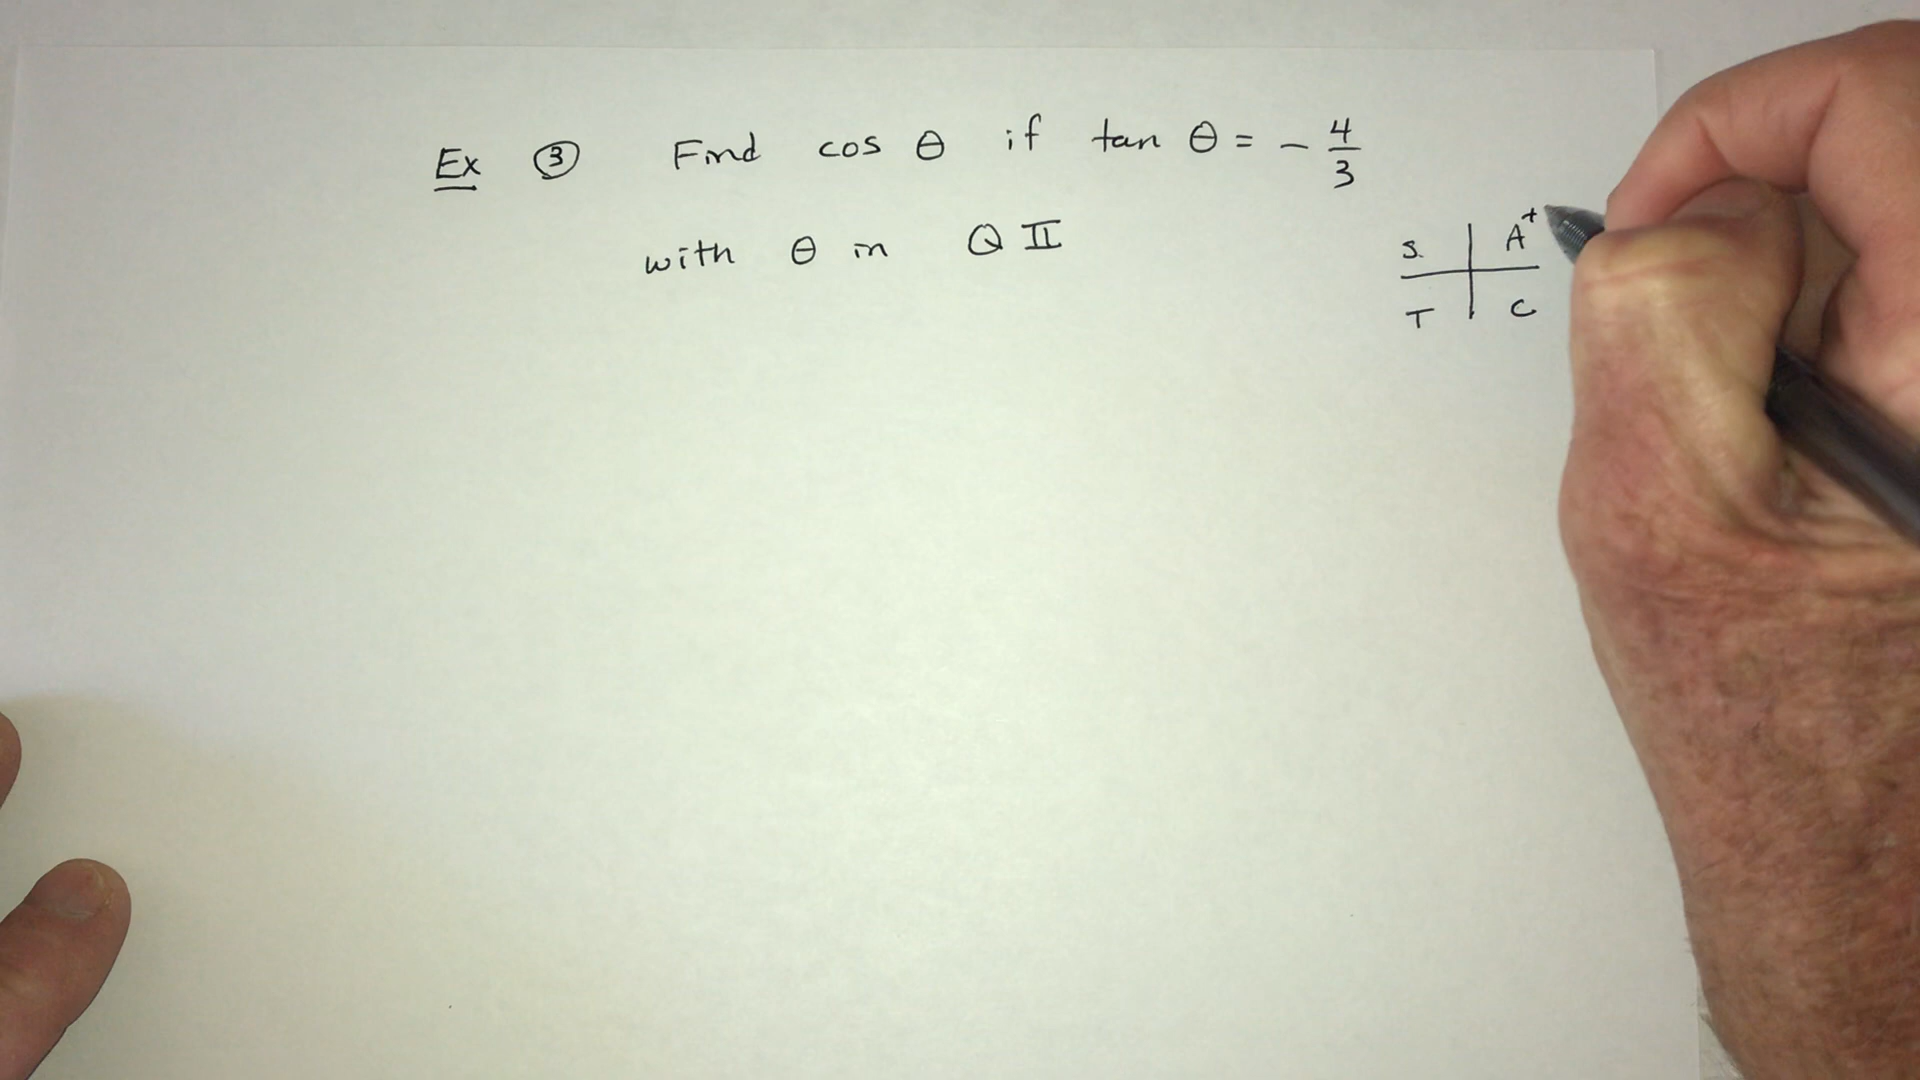 Ex ③ Find cos θ if tan θ = - 4/3
with θ in Q II
S A+
T C